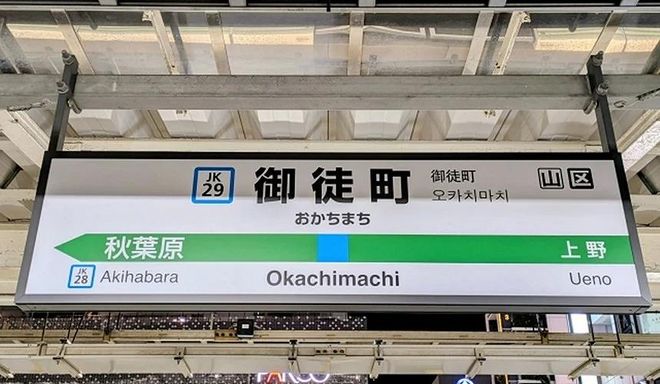 JK
29
御徒町
おかちまち
御徒町
오카치마치
山 区
秋葉原
上野
JK
28
Akihabara
Okachimachi
Ueno
PARCO